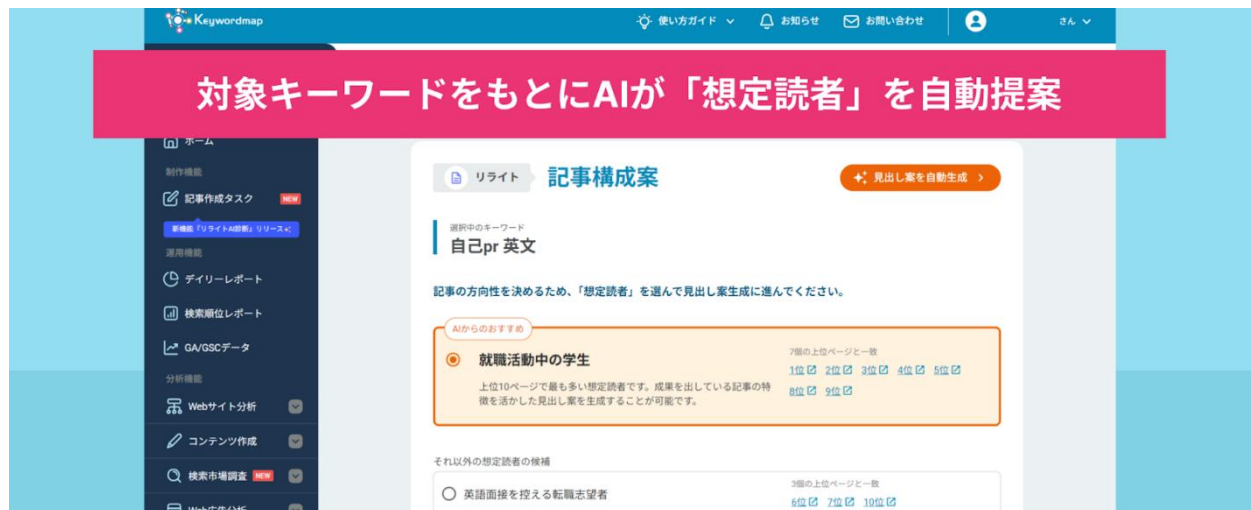 Keywordmap
使い方ガイド
お知らせ
お問い合わせ
さん
対象キーワードをもとにAIが「想定読者」を自動提案
ホーム
制作機能
記事作成タスク NEW
新機能「リライトAI診断」リリース
運用機能
デイリーレポート
検索順位レポート
GA/GSCデータ
分析機能
Webサイト分析
コンテンツ作成
検索市場調査 NEW
Web広告分析
リライト
記事構成案
見出し案を自動生成
選択中のキーワード
自己pr 英文
記事の方向性を決めるため、「想定読者」を選んで見出し案生成に進んでください。
AIからのおすすめ
就職活動中の学生
上位10ページで最も多い想定読者です。成果を出している記事の特
徴を活かした見出し案を生成することが可能です。
7個の上位ページと一致
1位 2位 3位 4位 5位
8位 9位
それ以外の想定読者の候補
英語面接を控える転職志望者
3個の上位ページと一致
6位 7位 10位